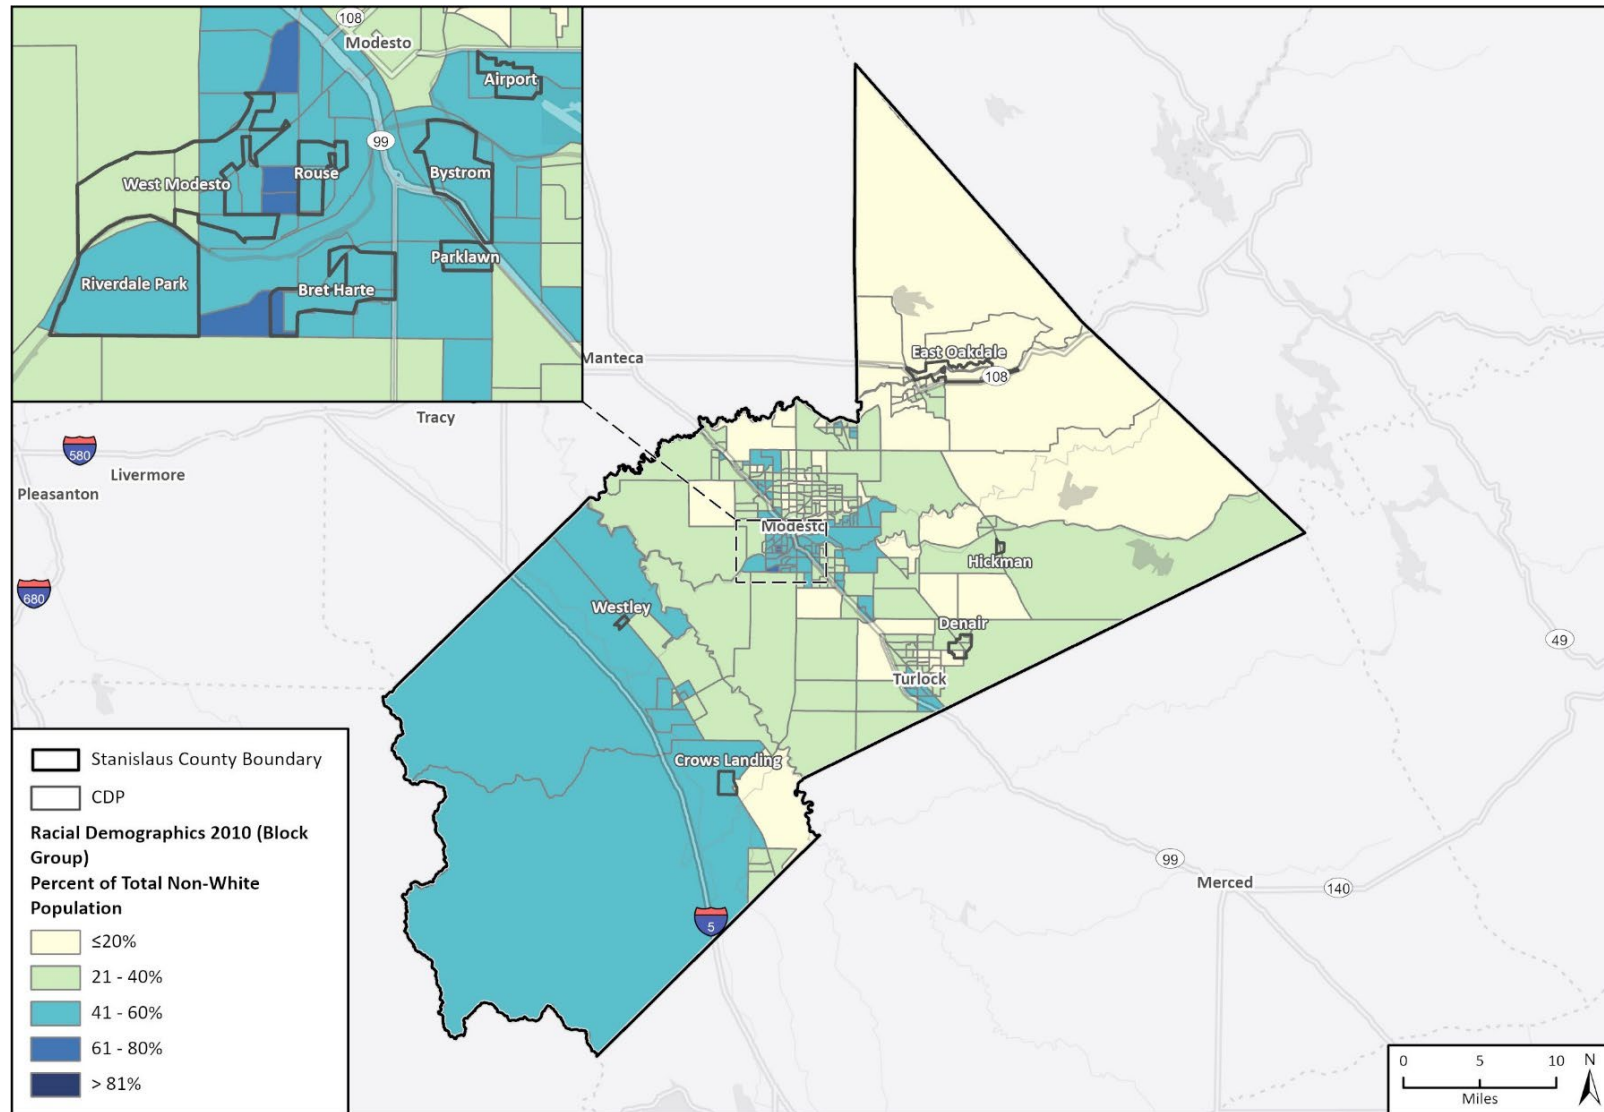 108
Modesto
Airport
99
West Modesto
Rouse
Bystrom
Parklawn
Riverdale Park
Bret Harte
Manteca
Tracy
580
Livermore
Pleasanton
680
East Oakdale
108
Modesto
Hickman
Westley
Denair
Turlock
Crows Landing
49
99
Merced
140
5
Stanislaus County Boundary
CDP
Racial Demographics 2010 (Block
Group)
Percent of Total Non-White
Population
≤20%
21 - 40%
41 - 60%
61 - 80%
> 81%
0 5 10
Miles
N